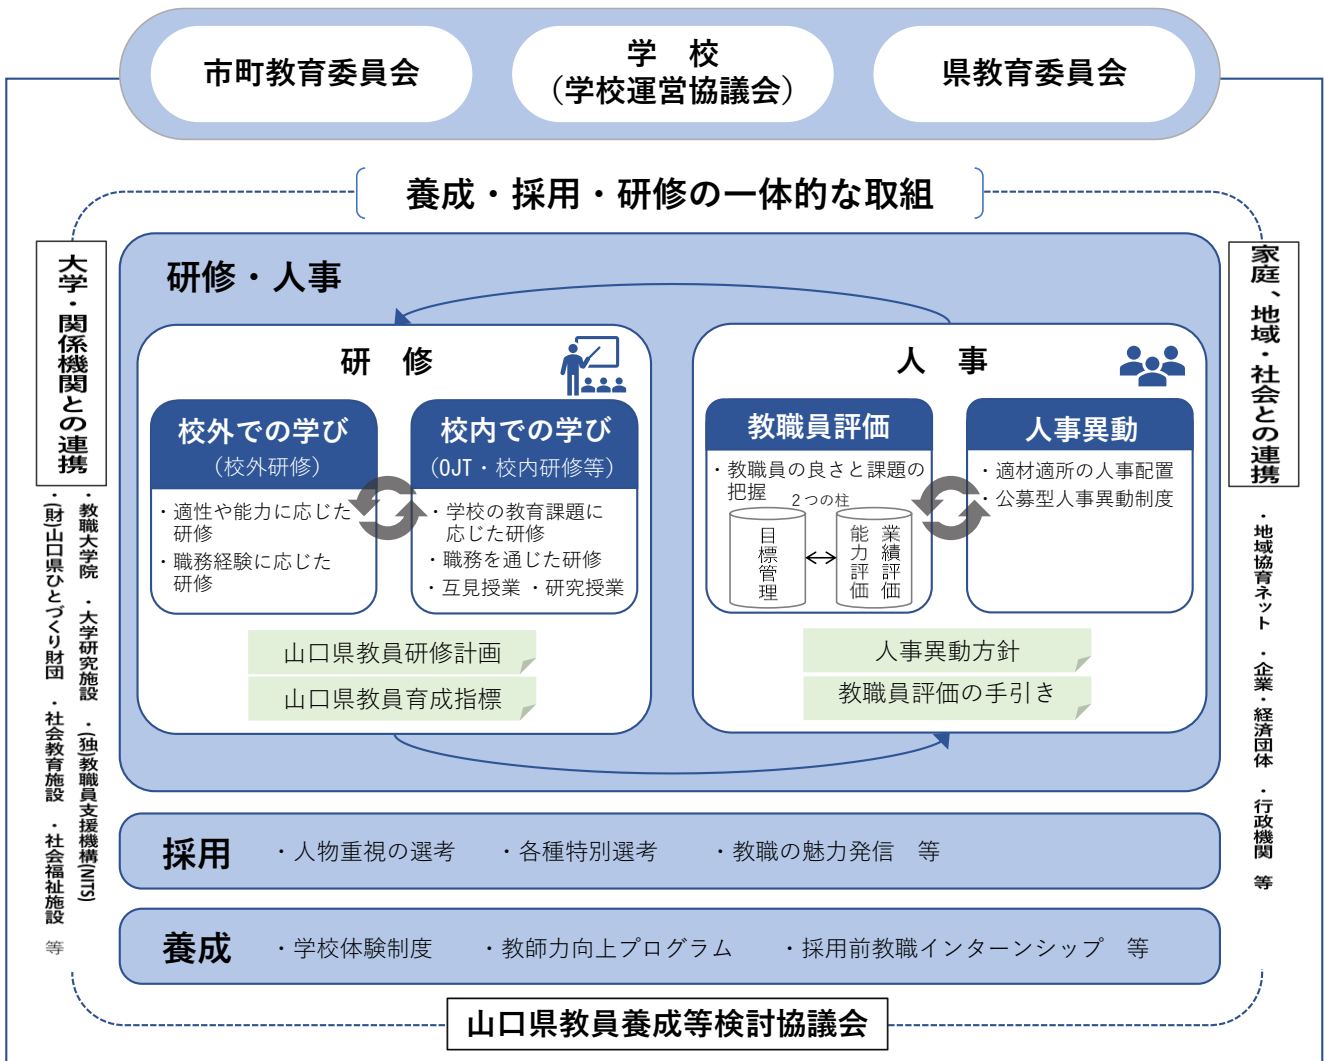 市町教育委員会
学　校
（学校運営協議会）
県教育委員会
養成・採用・研修の一体的な取組
大学・関係機関との連携
・教職大学院　・大学研究施設　・(独)教職員支援機構(NITS)
・(財)山口県ひとづくり財団　・社会教育施設　・社会福祉施設　等
研修・人事
研　修
校外での学び
（校外研修）
・適性や能力に応じた
研修
・職務経験に応じた
研修
校内での学び
（OJT・校内研修等）
・学校の教育課題に
応じた研修
・職務を通じた研修
・互見授業 ・研究授業
山口県教員研修計画
山口県教員育成指標
人　事
教職員評価
・教職員の良さと課題の
把握
２つの柱
目標管理
業績評価
能力評価
人事異動
・適材適所の人事配置
・公募型人事異動制度
人事異動方針
教職員評価の手引き
家庭、地域・社会との連携
・地域協育ネット　・企業・経済団体　・行政機関　等
採用
・人物重視の選考　・各種特別選考　・教職の魅力発信　等
養成
・学校体験制度　・教師力向上プログラム　・採用前教職インターンシップ　等
山口県教員養成等検討協議会